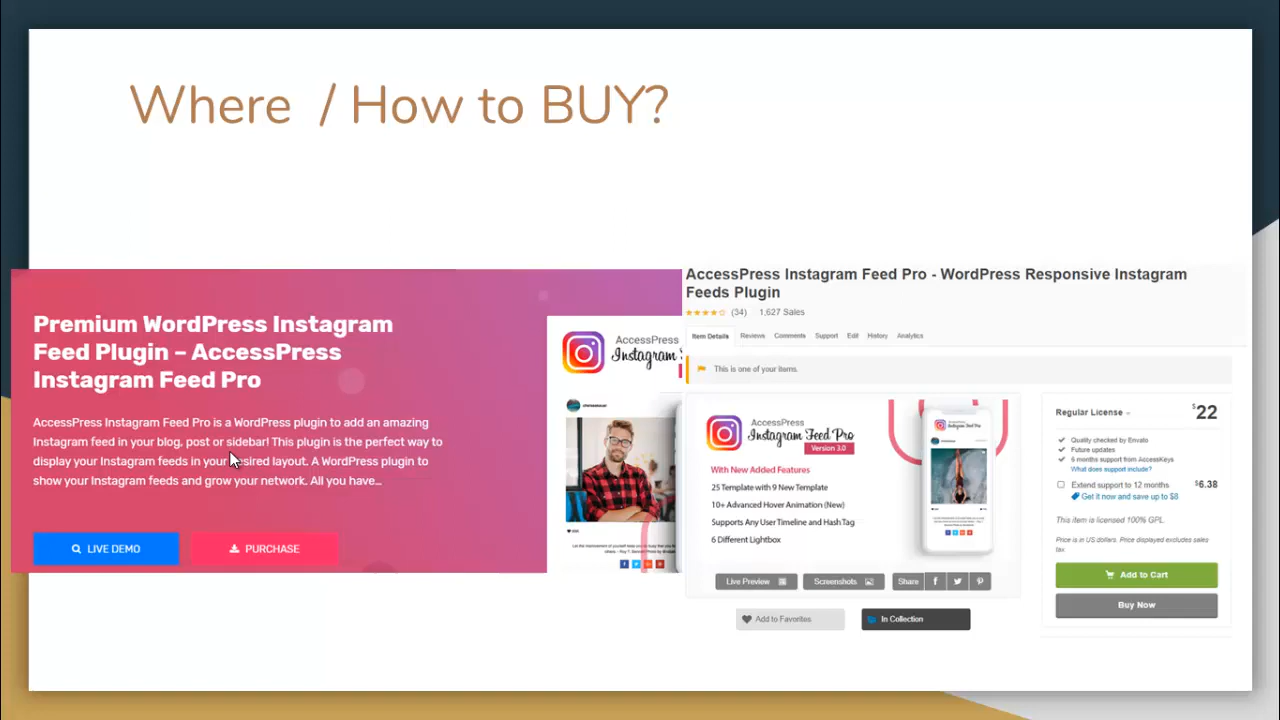 Where / How to BUY?
Premium WordPress Instagram
Feed Plugin – AccessPress
Instagram Feed Pro
AccessPress Instagram Feed Pro is a WordPress plugin to add an amazing
Instagram feed in your blog, post or sidebar! This plugin is the perfect way to
display your Instagram feeds in your desired layout. A WordPress plugin to
show your Instagram feeds and grow your network. All you have...
LIVE DEMO
PURCHASE
AccessPress
Instagram
AccessPress Instagram Feed Pro - WordPress Responsive Instagram
Feeds Plugin
(34) 1,627 Sales
Item Details Reviews Comments Support Edit History Analytics
This is one of your items.
AccessPress
Instagram Feed Pro
Version 3.0
With New Added Features
25 Template with 9 New Template
10+ Advanced Hover Animation (New)
Supports Any User Timeline and Hash Tag
6 Different Lightbox
Live Preview Screenshots Share
Add to Favorites In Collection
Regular License $22
Quality checked by Envato
Future updates
6 months support from AccessKeys
What does support include?
Extend support to 12 months $6.38
Get it now and save up to $8
This item is licensed 100% GPL.
Price is in US dollars. Price displayed excludes sales
tax.
Add to Cart
Buy Now